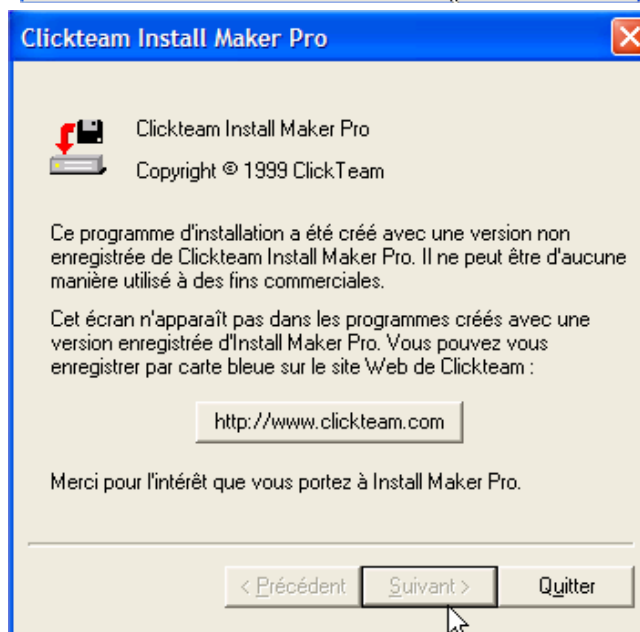 Clickteam Install Maker Pro
Clickteam Install Maker Pro
Copyright © 1999 ClickTeam
Ce programme d'installation a été créé avec une version non
enregistrée de Clickteam Install Maker Pro. Il ne peut être d'aucune
manière utilisé à des fins commerciales.
Cet écran n'apparaît pas dans les programmes créés avec une
version enregistrée d'Install Maker Pro. Vous pouvez vous
enregistrer par carte bleue sur le site Web de Clickteam :
http://www.clickteam.com
Merci pour l'intérêt que vous portez à Install Maker Pro.
< Précédent Suivant > Quitter